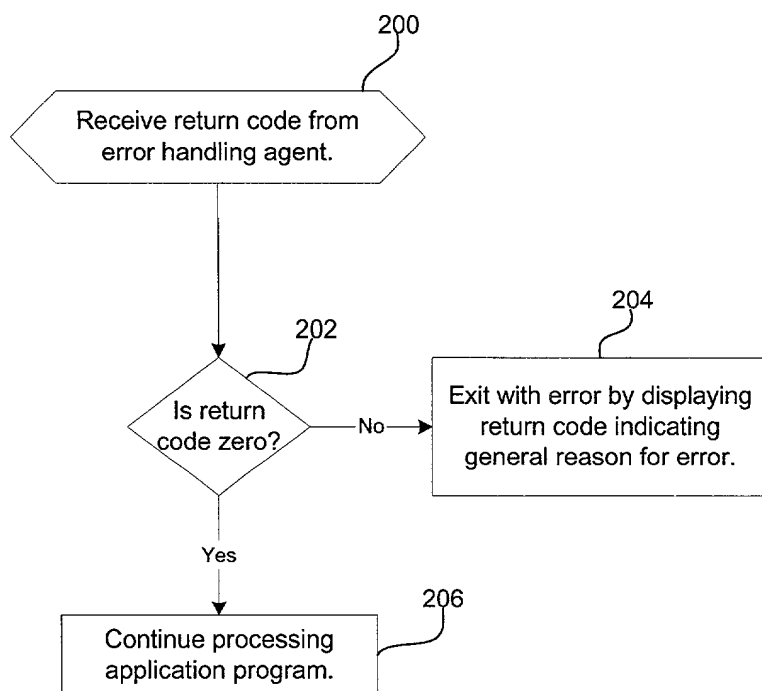 200
Receive return code from
error handling agent.
202
Is return
code zero?
No
204
Exit with error by displaying
return code indicating
general reason for error.
Yes
206
Continue processing
application program.